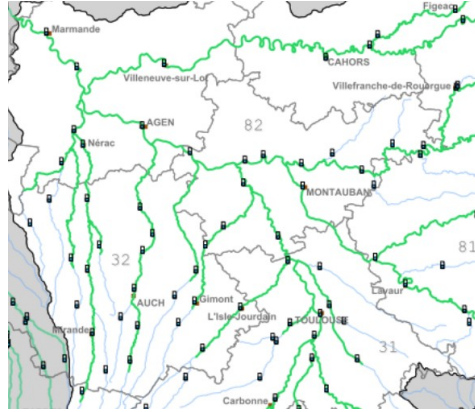 Figeac
Marmande
CAHORS
Villeneuve-sur-Lot
Villefranche-de-Rouergue
AGEN
82
Nérac
MONTAUBAN
81
32
Lavaur
AUCH
Gimont
L'Isle-Jourdain
TOULOUSE
Mirande
31
Carbonne